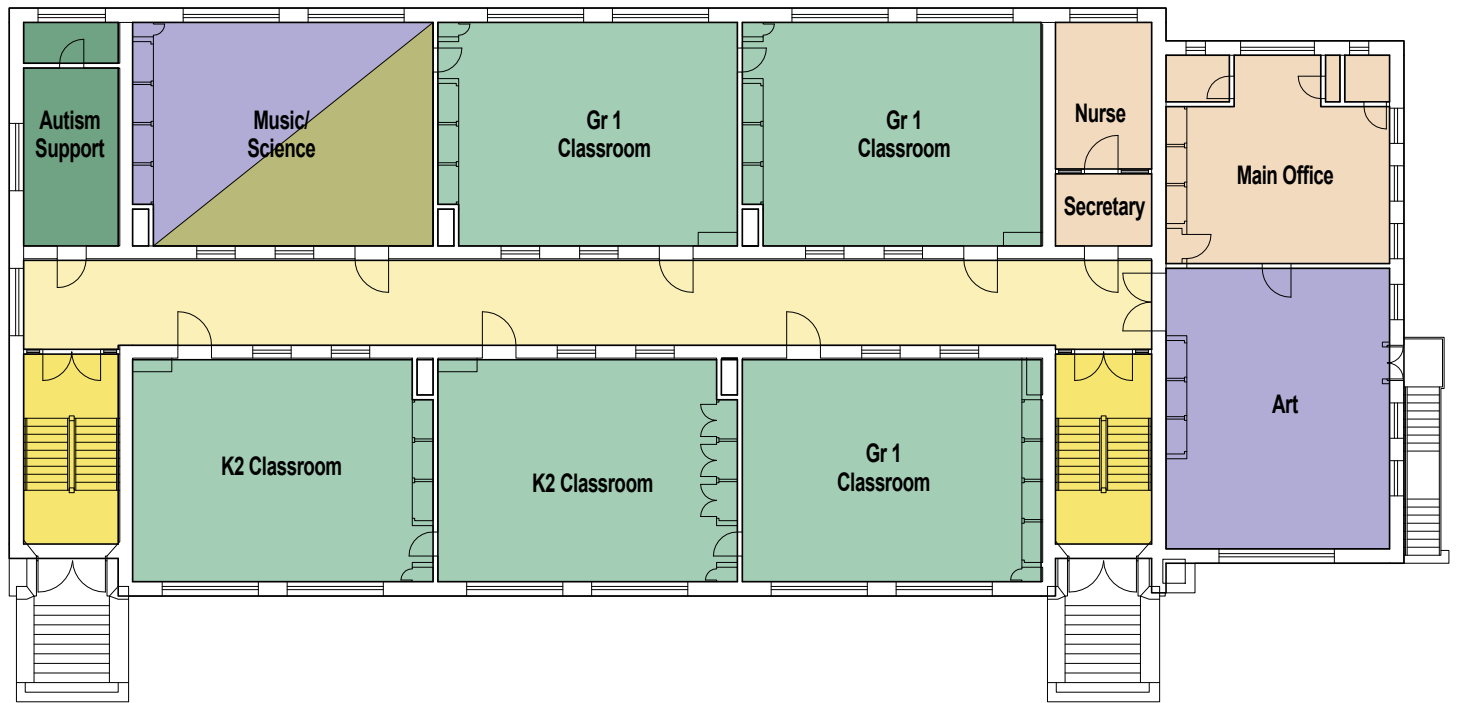 Autism
Support
Music/
Science
Gr 1
Classroom
Gr 1
Classroom
Nurse
Secretary
Main Office
K2 Classroom
K2 Classroom
Gr 1
Classroom
Art